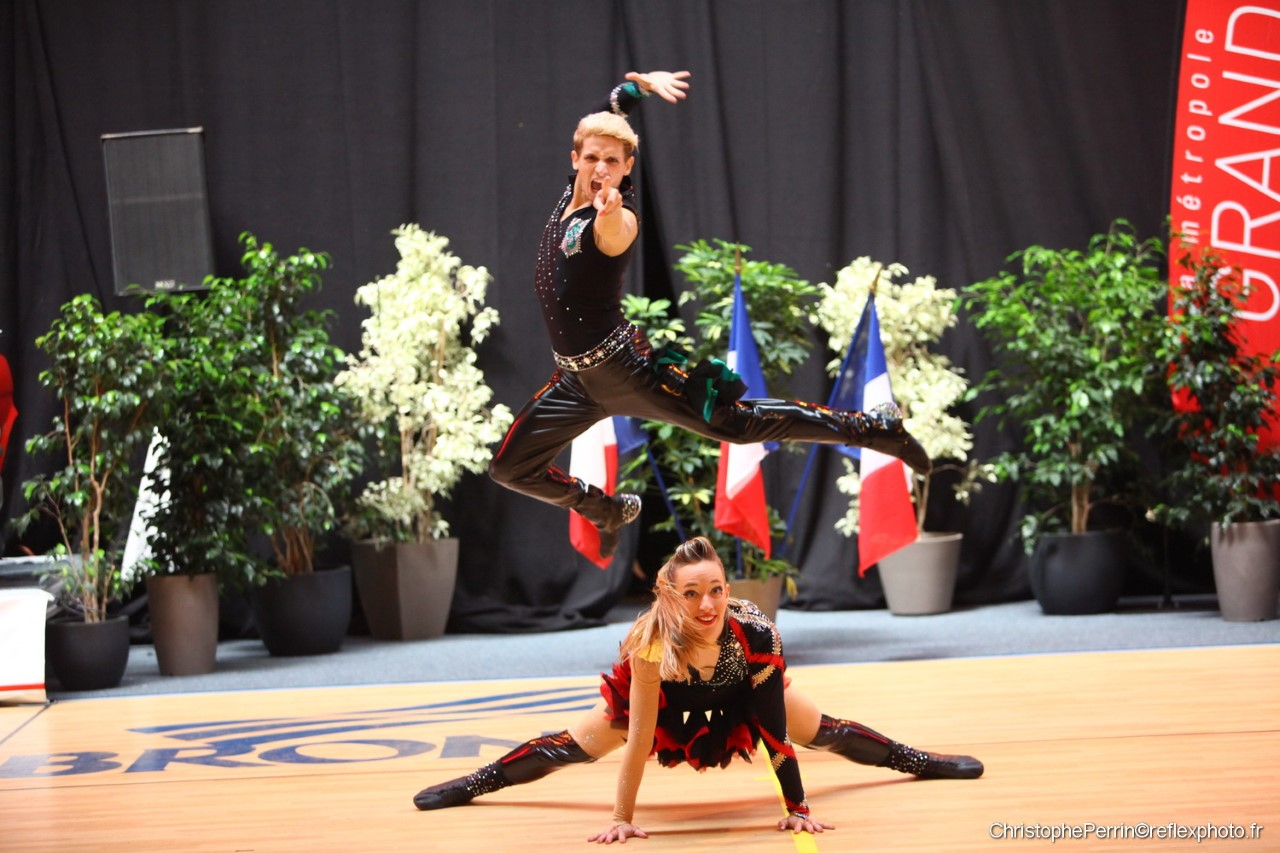 la métropole
GRAND
BRON
ChristophePerrin©reflexphoto.fr